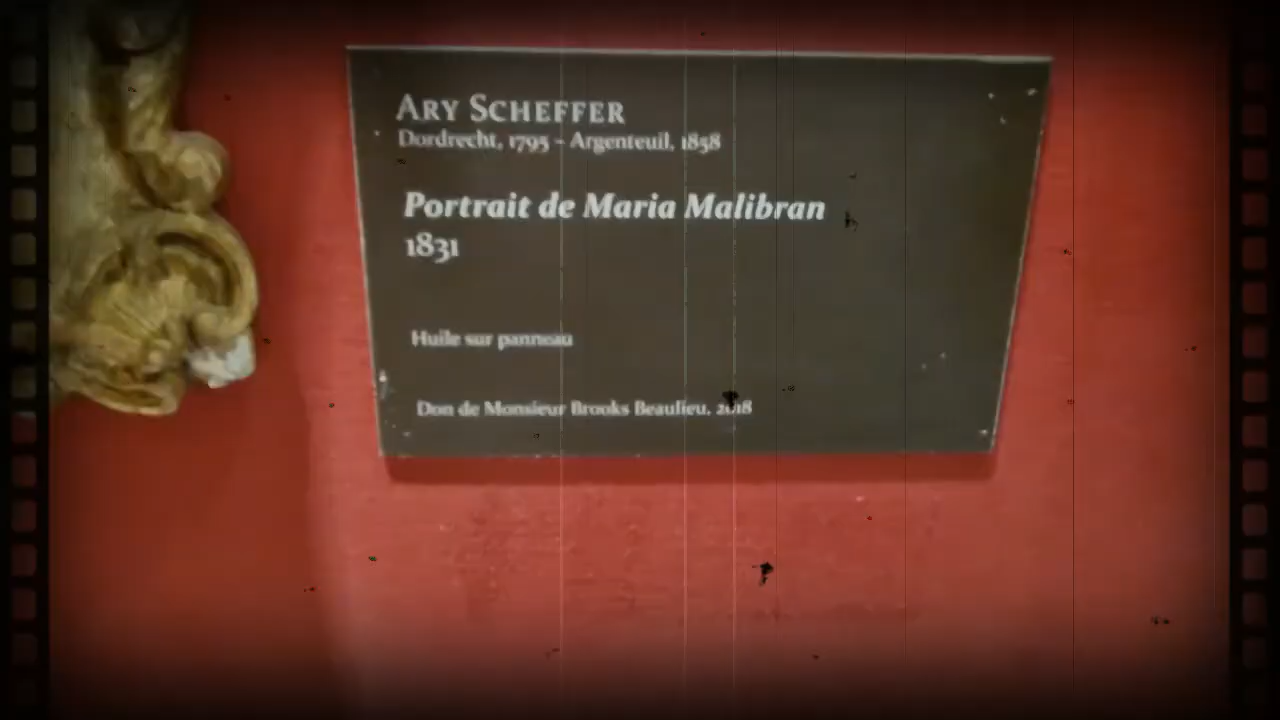 ARY SCHEFFER
Dordrecht, 1795 – Argenteuil, 1858
Portrait de Maria Malibran
1831
Huile sur panneau
Don de Monsieur Brooks Beaulieu, 2018